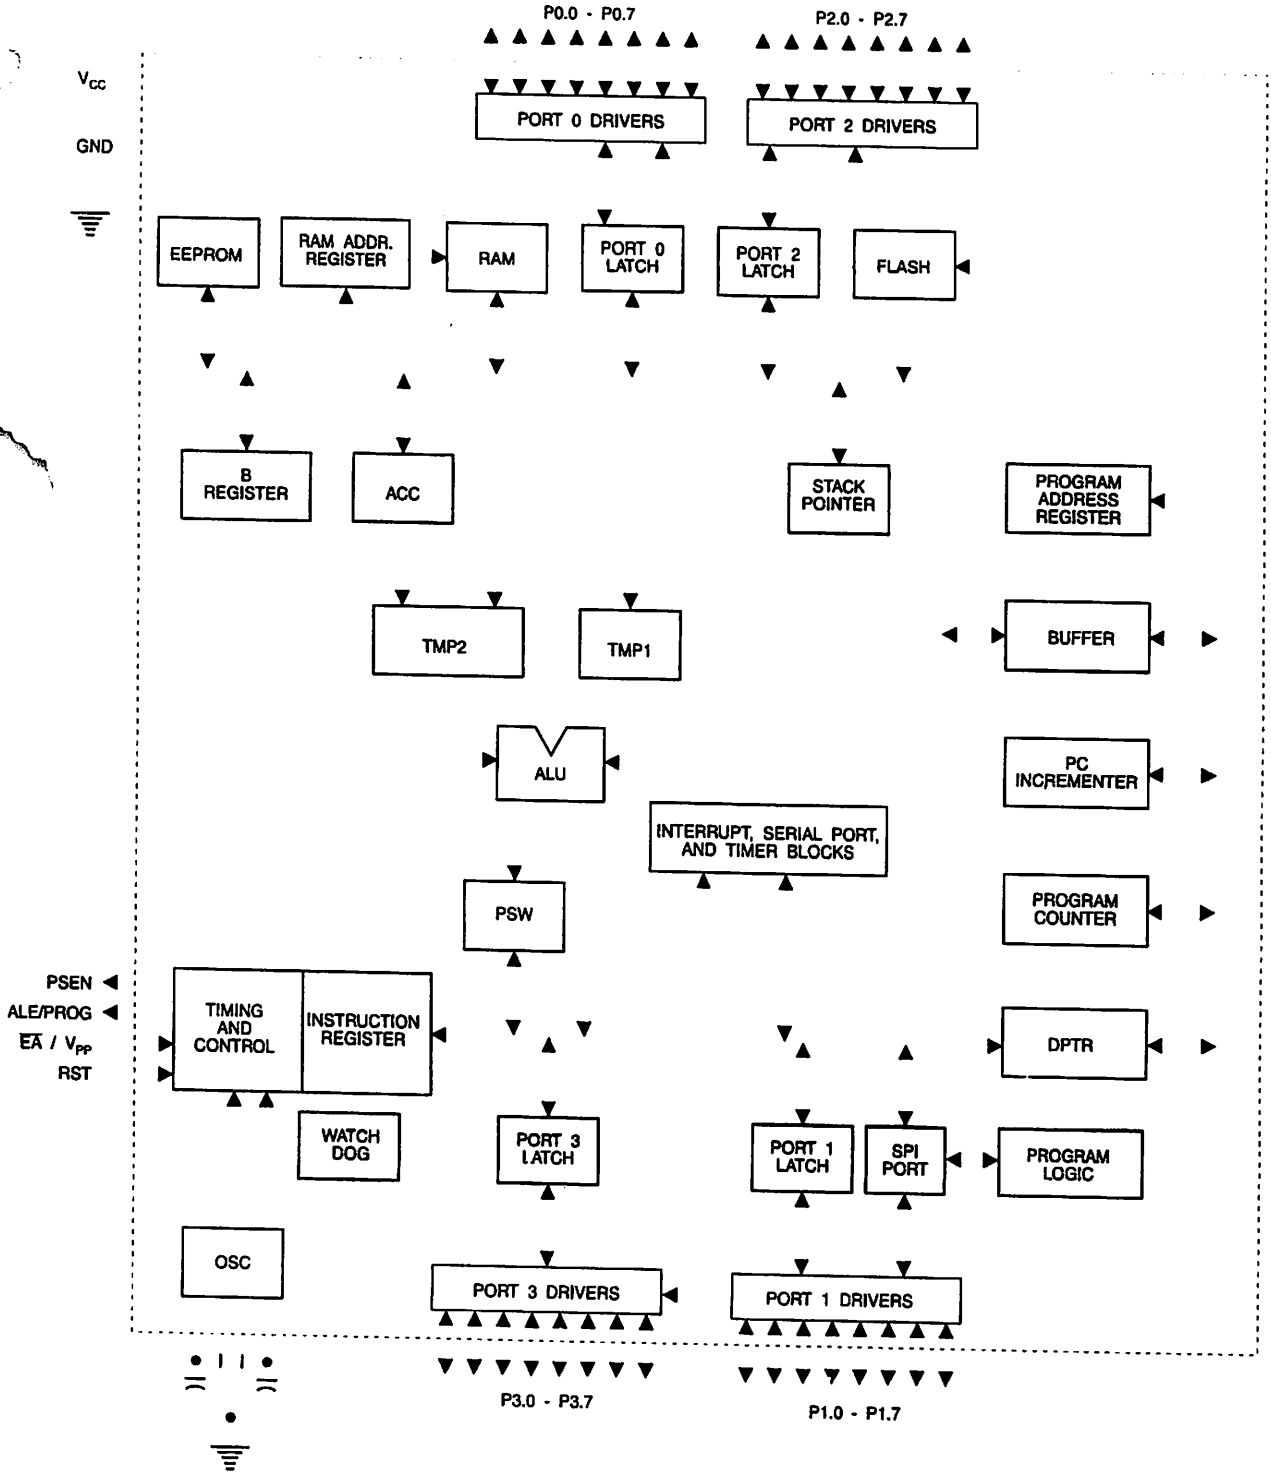 P0.0 - P0.7
P2.0 - P2.7
VCC
GND
PORT 0 DRIVERS
PORT 2 DRIVERS
EEPROM
RAM ADDR.
REGISTER
RAM
PORT 0
LATCH
PORT 2
LATCH
FLASH
B
REGISTER
ACC
STACK
POINTER
PROGRAM
ADDRESS
REGISTER
TMP2
TMP1
BUFFER
ALU
PC
INCREMENTER
INTERRUPT, SERIAL PORT,
AND TIMER BLOCKS
PSW
PROGRAM
COUNTER
PSEN
ALE/PROG
EA / VPP
RST
TIMING
AND
CONTROL
INSTRUCTION
REGISTER
DPTR
WATCH
DOG
PORT 3
LATCH
PORT 1
LATCH
SPI
PORT
PROGRAM
LOGIC
OSC
PORT 3 DRIVERS
PORT 1 DRIVERS
P3.0 - P3.7
P1.0 - P1.7